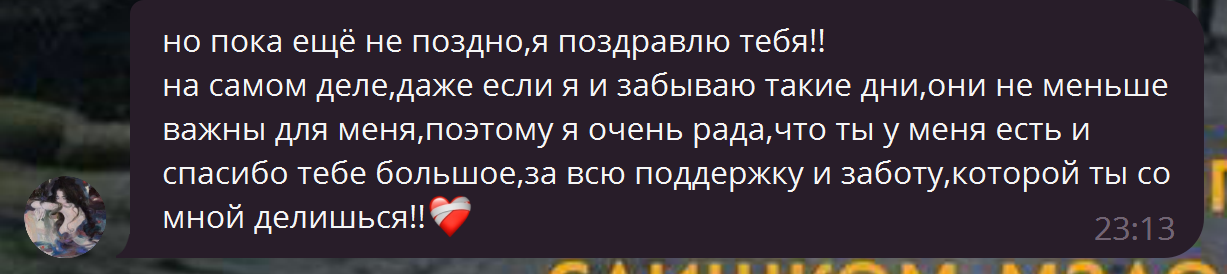 но пока ещё не поздно,я поздравлю тебя!!
на самом деле,даже если я и забываю такие дни,они не меньше
важны для меня,поэтому я очень рада,что ты у меня есть и
спасибо тебе большое,за всю поддержку и заботу,которой ты со
мной делишься!!❤️‍🩹
23:13